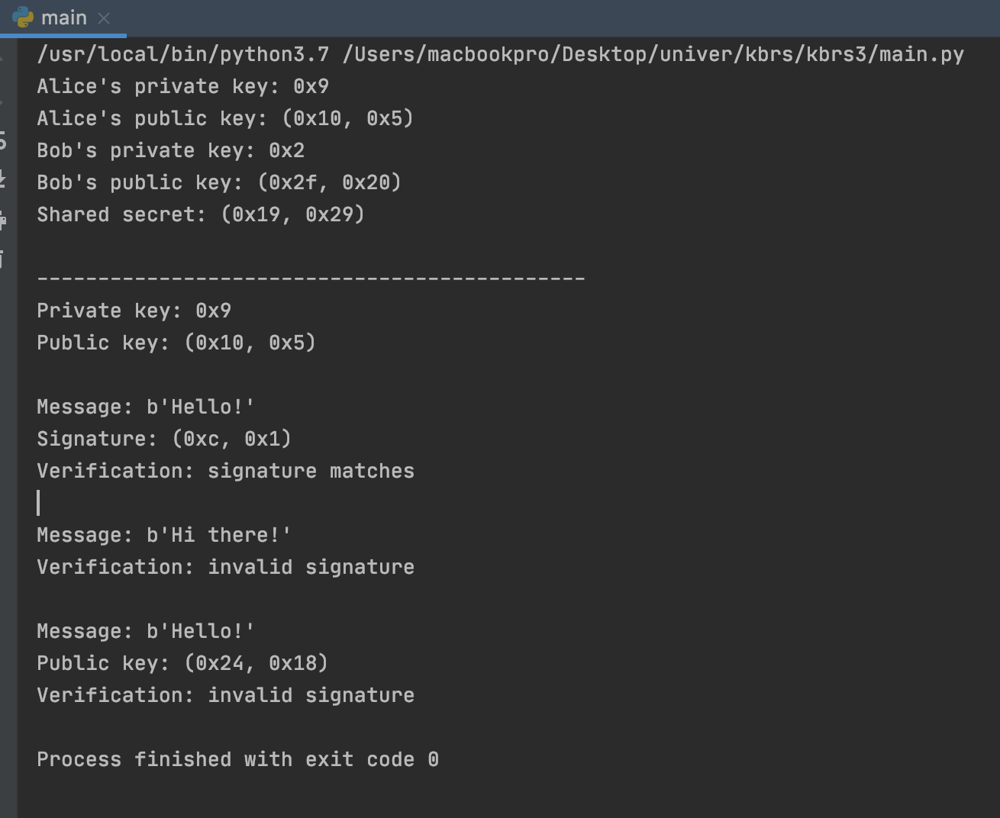 main
/usr/local/bin/python3.7 /Users/macbookpro/Desktop/univer/kbrs/kbrs3/main.py
Alice's private key: 0x9
Alice's public key: (0x10, 0x5)
Bob's private key: 0x2
Bob's public key: (0x2f, 0x20)
Shared secret: (0x19, 0x29)
---------------------------------------------
Private key: 0x9
Public key: (0x10, 0x5)
Message: b'Hello!'
Signature: (0xc, 0x1)
Verification: signature matches
Message: b'Hi there!'
Verification: invalid signature
Message: b'Hello!'
Public key: (0x24, 0x18)
Verification: invalid signature
Process finished with exit code 0